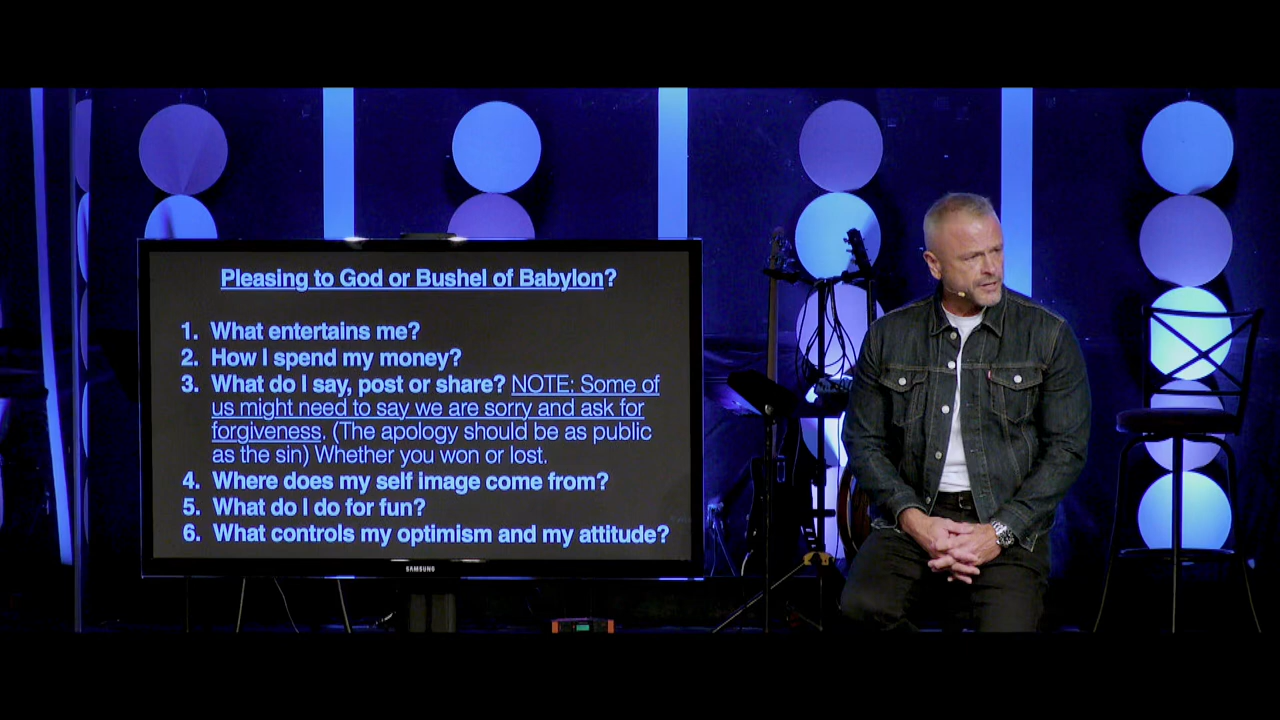 Pleasing to God or Bushel of Babylon?
1. What entertains me?
2. How I spend my money?
3. What do I say, post or share? NOTE: Some of
us might need to say we are sorry and ask for
forgiveness. (The apology should be as public
as the sin) Whether you won or lost.
4. Where does my self image come from?
5. What do I do for fun?
6. What controls my optimism and my attitude?
SAMSUNG